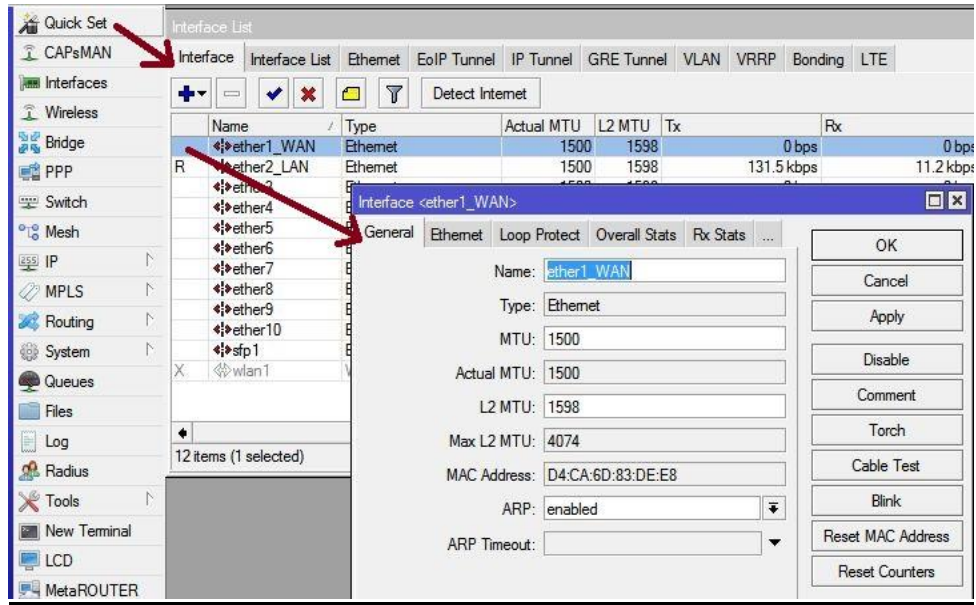 Quick Set
CAPsMAN
Interfaces
Wireless
Bridge
PPP
Switch
Mesh
IP
MPLS
Routing
System
Queues
Files
Log
Radius
Tools
New Terminal
LCD
MetaROUTER
Interface List
Interface Interface List Ethernet EoIP Tunnel IP Tunnel GRE Tunnel VLAN VRRP Bonding LTE
Detect Internet
Name Type Actual MTU L2 MTU Tx Rx
ether1_WAN Ethernet 1500 1598 0 bps 0 bps
R ether2_LAN Ethernet 1500 1598 131.5 kbps 11.2 kbps
ether4
ether5
ether6
ether7
ether8
ether9
ether10
sfp1
X wlan1
12 items (1 selected)
Interface <ether1_WAN>
General Ethernet Loop Protect Overall Stats Rx Stats ...
Name: ether1_WAN
Type: Ethernet
MTU: 1500
Actual MTU: 1500
L2 MTU: 1598
Max L2 MTU: 4074
MAC Address: D4:CA:6D:83:DE:E8
ARP: enabled
ARP Timeout:
OK
Cancel
Apply
Disable
Comment
Torch
Cable Test
Blink
Reset MAC Address
Reset Counters